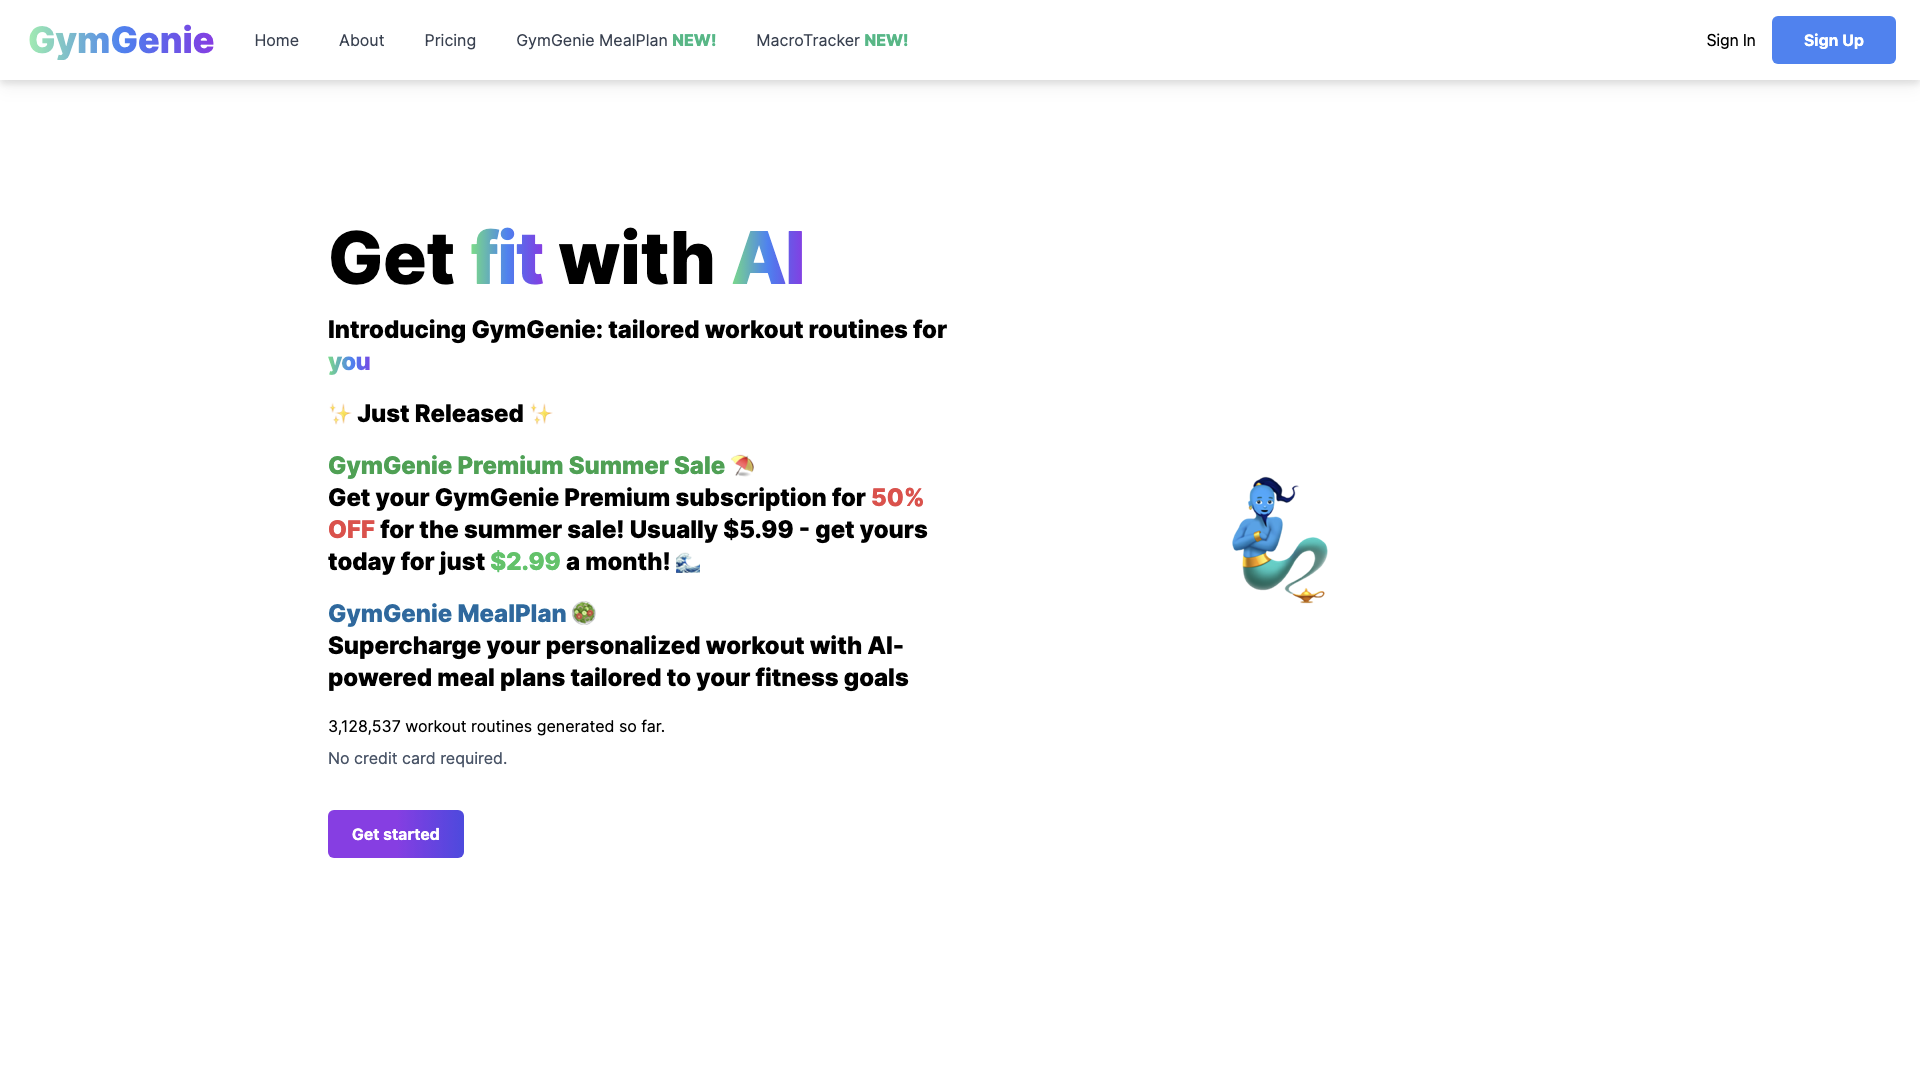 GymGenie Home About Pricing GymGenie MealPlan NEW! MacroTracker NEW! Sign In Sign Up
Get fit with AI
Introducing GymGenie: tailored workout routines for
you
✨ Just Released ✨
GymGenie Premium Summer Sale ⛱️
Get your GymGenie Premium subscription for 50%
OFF for the summer sale! Usually $5.99 - get yours
today for just $2.99 a month! 🌊
GymGenie MealPlan 🥗
Supercharge your personalized workout with AI-
powered meal plans tailored to your fitness goals
3,128,537 workout routines generated so far.
No credit card required.
Get started